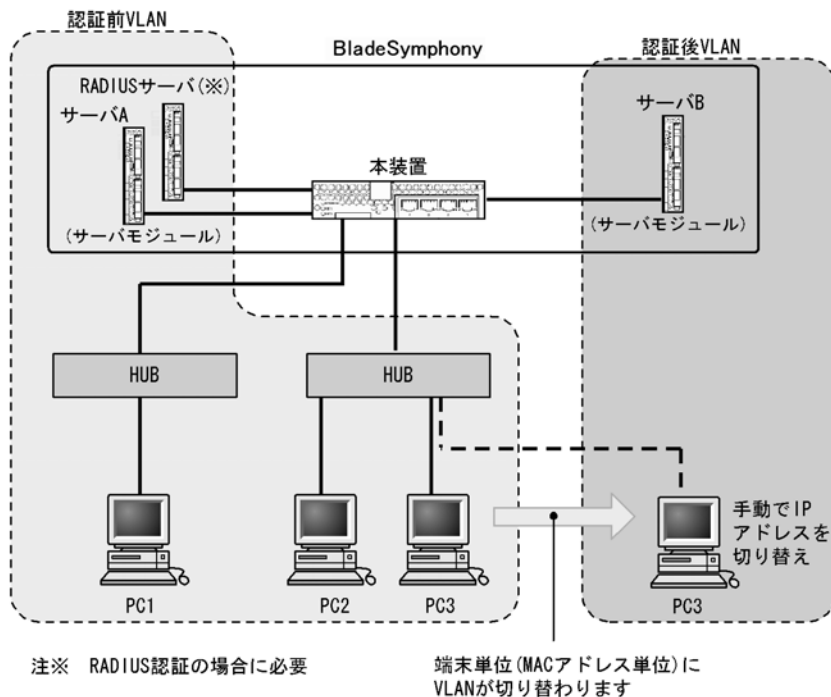 認証前VLAN
BladeSymphony
認証後VLAN
RADIUSサーバ(※)
サーバA
サーバB
本装置
(サーバモジュール)
(サーバモジュール)
HUB
HUB
手動でIP
アドレスを
切り替え
PC1
PC2
PC3
PC3
注※ RADIUS認証の場合に必要
端末単位(MACアドレス単位)に
VLANが切り替わります